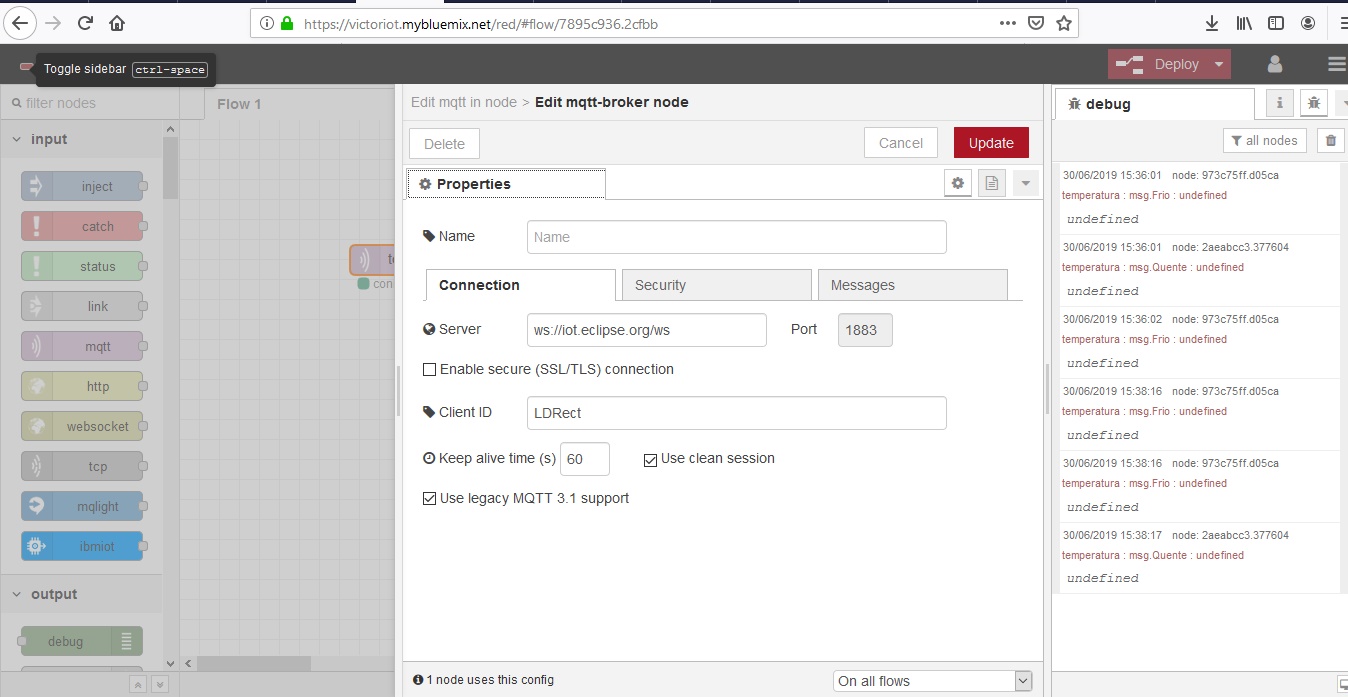 https://victoriot.mybluemix.net/red/#flow/7895c936.2cfbb
Toggle sidebar ctrl-space
Deploy
filter nodes
Flow 1
input
inject
catch
status
link
mqtt
http
websocket
tcp
mqlight
ibmiot
output
debug
te
con
Edit mqtt in node > Edit mqtt-broker node
Delete
Cancel
Update
Properties
Name
Name
Connection
Security
Messages
Server
ws://iot.eclipse.org/ws
Port
1883
Enable secure (SSL/TLS) connection
Client ID
LDRect
Keep alive time (s)
60
Use clean session
Use legacy MQTT 3.1 support
1 node uses this config
On all flows
debug
i
all nodes
30/06/2019 15:36:01 node: 973c75ff.d05ca
temperatura : msg.Frio : undefined
undefined
30/06/2019 15:36:01 node: 2aeabcc3.377604
temperatura : msg.Quente : undefined
undefined
30/06/2019 15:36:02 node: 973c75ff.d05ca
temperatura : msg.Frio : undefined
undefined
30/06/2019 15:38:16 node: 973c75ff.d05ca
temperatura : msg.Frio : undefined
undefined
30/06/2019 15:38:16 node: 973c75ff.d05ca
temperatura : msg.Frio : undefined
undefined
30/06/2019 15:38:17 node: 2aeabcc3.377604
temperatura : msg.Quente : undefined
undefined